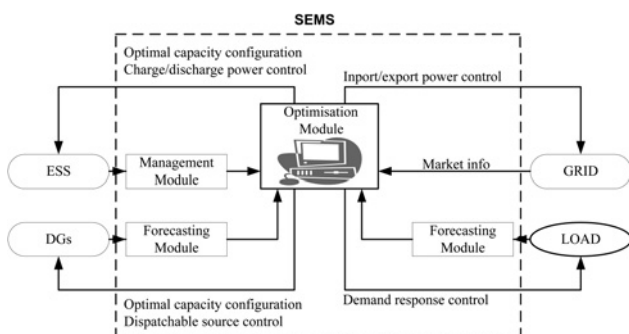 SEMS
Optimal capacity configuration
Charge/discharge power control
Inport/export power control
Optimisation
Module
ESS
Management
Module
Market info
GRID
DGs
Forecasting
Module
Forecasting
Module
LOAD
Optimal capacity configuration
Dispatchable source control
Demand response control